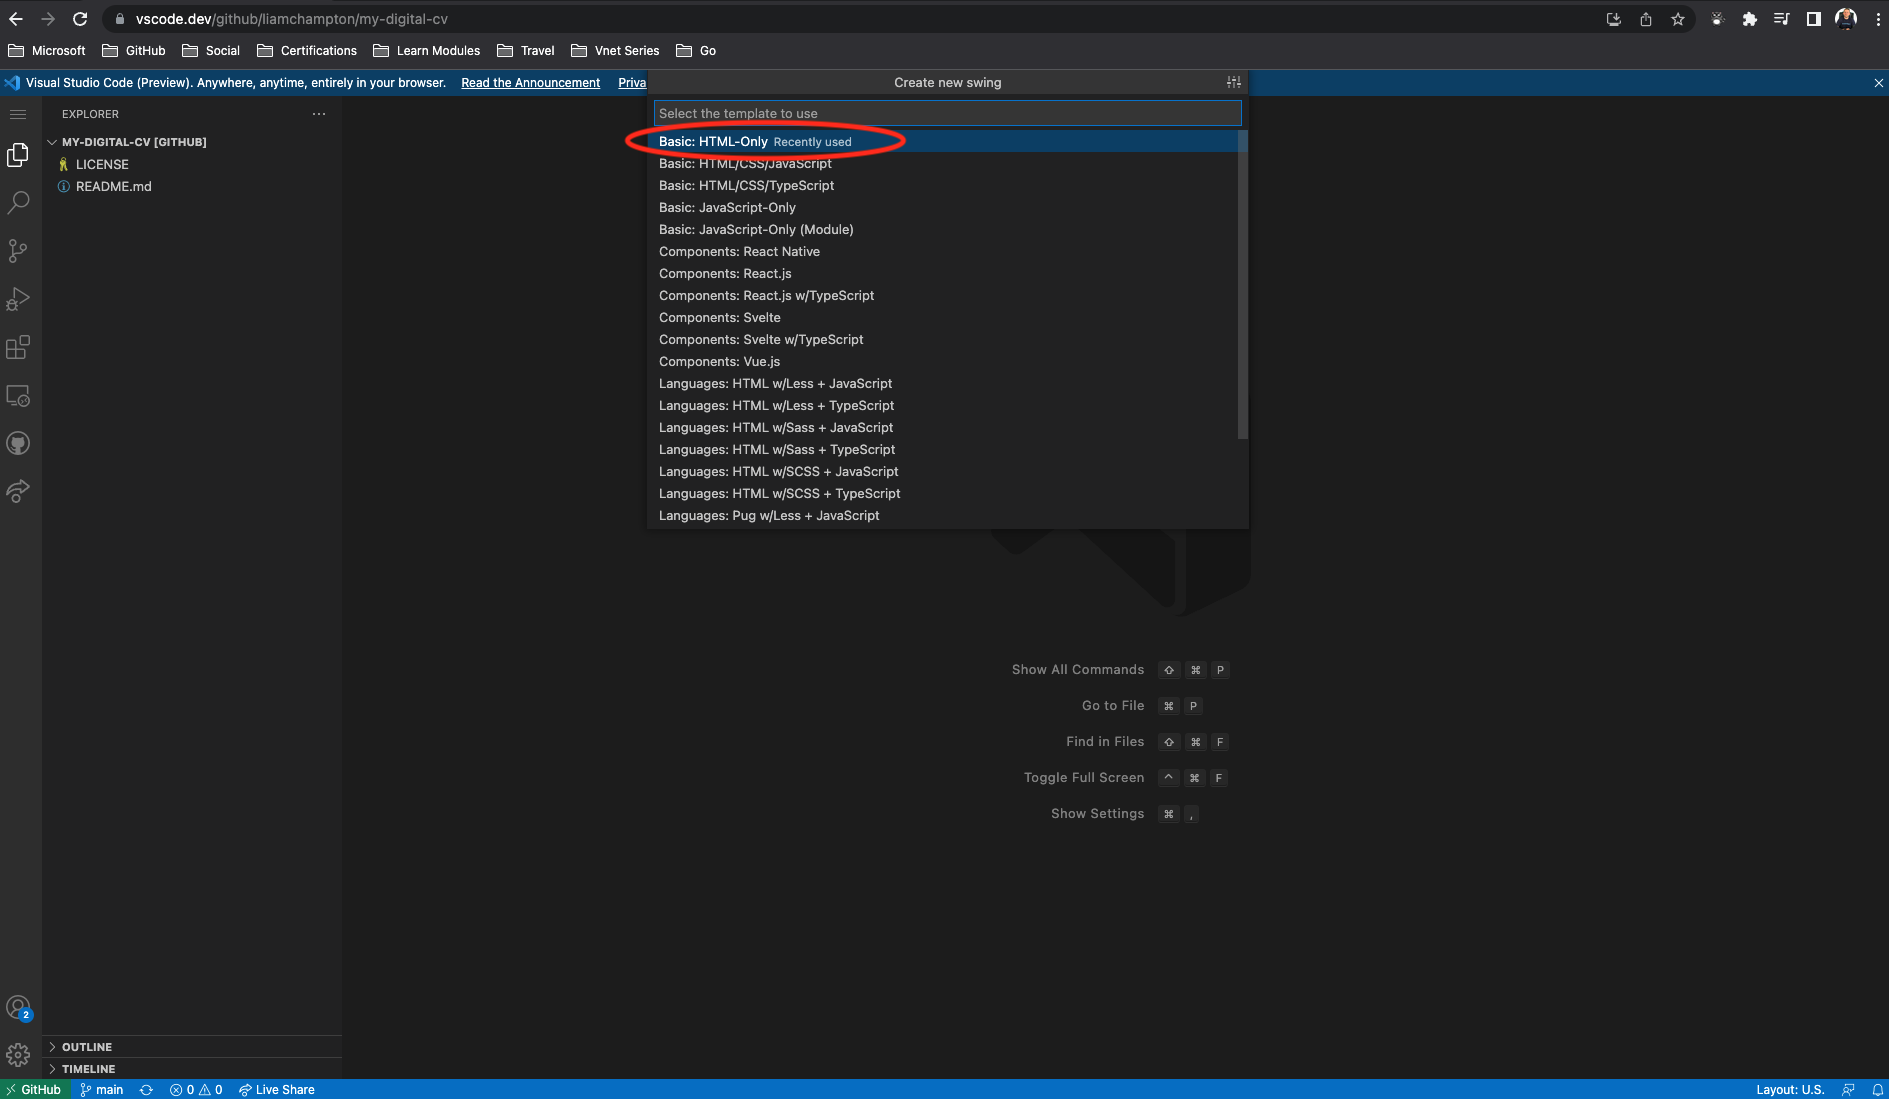 vscode.dev/github/liamchampton/my-digital-cv
Microsoft GitHub Social Certifications Learn Modules Travel Vnet Series Go
Visual Studio Code (Preview). Anywhere, anytime, entirely in your browser. Read the Announcement Priva
Create new swing
EXPLORER
Select the template to use
MY-DIGITAL-CV [GITHUB]
LICENSE
README.md
Basic: HTML-Only Recently used
Basic: HTML/CSS/JavaScript
Basic: HTML/CSS/TypeScript
Basic: JavaScript-Only
Basic: JavaScript-Only (Module)
Components: React Native
Components: React.js
Components: React.js w/TypeScript
Components: Svelte
Components: Svelte w/TypeScript
Components: Vue.js
Languages: HTML w/Less + JavaScript
Languages: HTML w/Less + TypeScript
Languages: HTML w/Sass + JavaScript
Languages: HTML w/Sass + TypeScript
Languages: HTML w/SCSS + JavaScript
Languages: HTML w/SCSS + TypeScript
Languages: Pug w/Less + JavaScript
Show All Commands ⇧ ⌘ P
Go to File ⌘ P
Find in Files ⇧ ⌘ F
Toggle Full Screen ^ ⌘ F
Show Settings ⌘ ,
2
OUTLINE
TIMELINE
GitHub main 0 0 Live Share Layout: U.S.